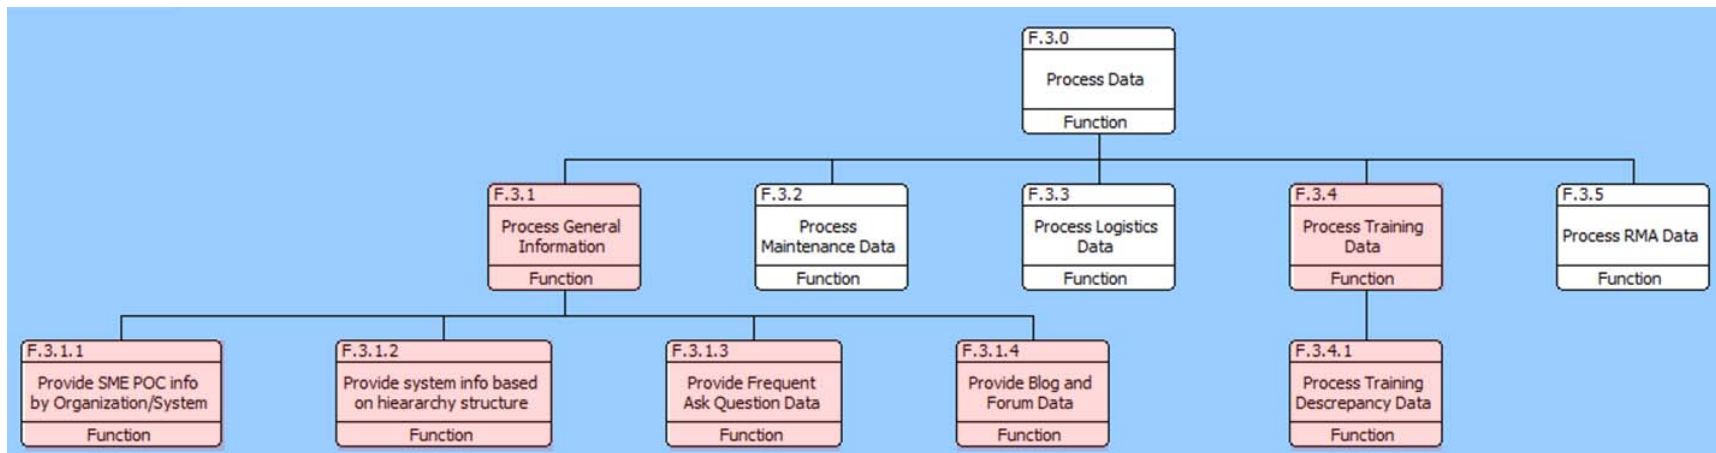 F.3.0
Process Data
Function
F.3.1
Process General
Information
Function
F.3.2
Process
Maintenance Data
Function
F.3.3
Process Logistics
Data
Function
F.3.4
Process Training
Data
Function
F.3.5
Process RMA Data
Function
F.3.1.1
Provide SME POC info
by Organization/System
Function
F.3.1.2
Provide system info based
on hieararchy structure
Function
F.3.1.3
Provide Frequent
Ask Question Data
Function
F.3.1.4
Provide Blog and
Forum Data
Function
F.3.4.1
Process Training
Descrepancy Data
Function